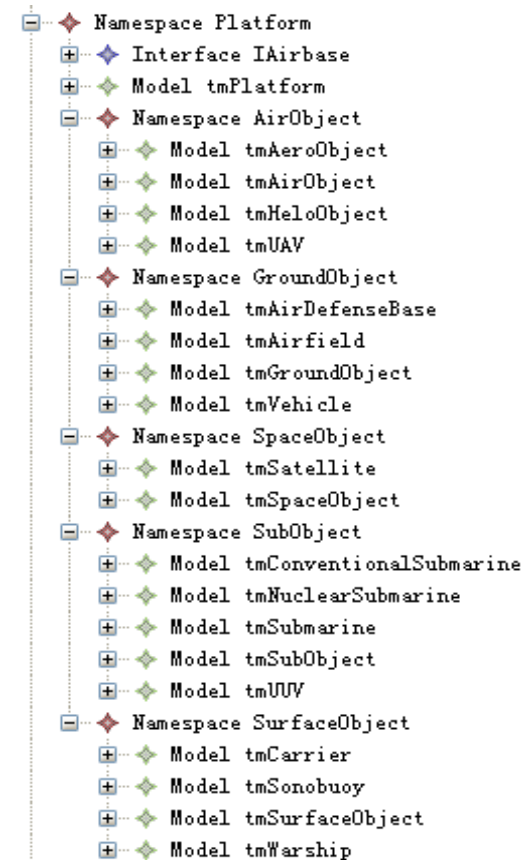 Namespace Platform
Interface IAirbase
Model tmPlatform
Namespace AirObject
Model tmAeroObject
Model tmAirObject
Model tmHeloObject
Model tmUAV
Namespace GroundObject
Model tmAirDefenseBase
Model tmAirfield
Model tmGroundObject
Model tmVehicle
Namespace SpaceObject
Model tmSatellite
Model tmSpaceObject
Namespace SubObject
Model tmConventionalSubmarine
Model tmNuclearSubmarine
Model tmSubmarine
Model tmSubObject
Model tmUUV
Namespace SurfaceObject
Model tmCarrier
Model tmSonobuoy
Model tmSurfaceObject
Model tmWarship